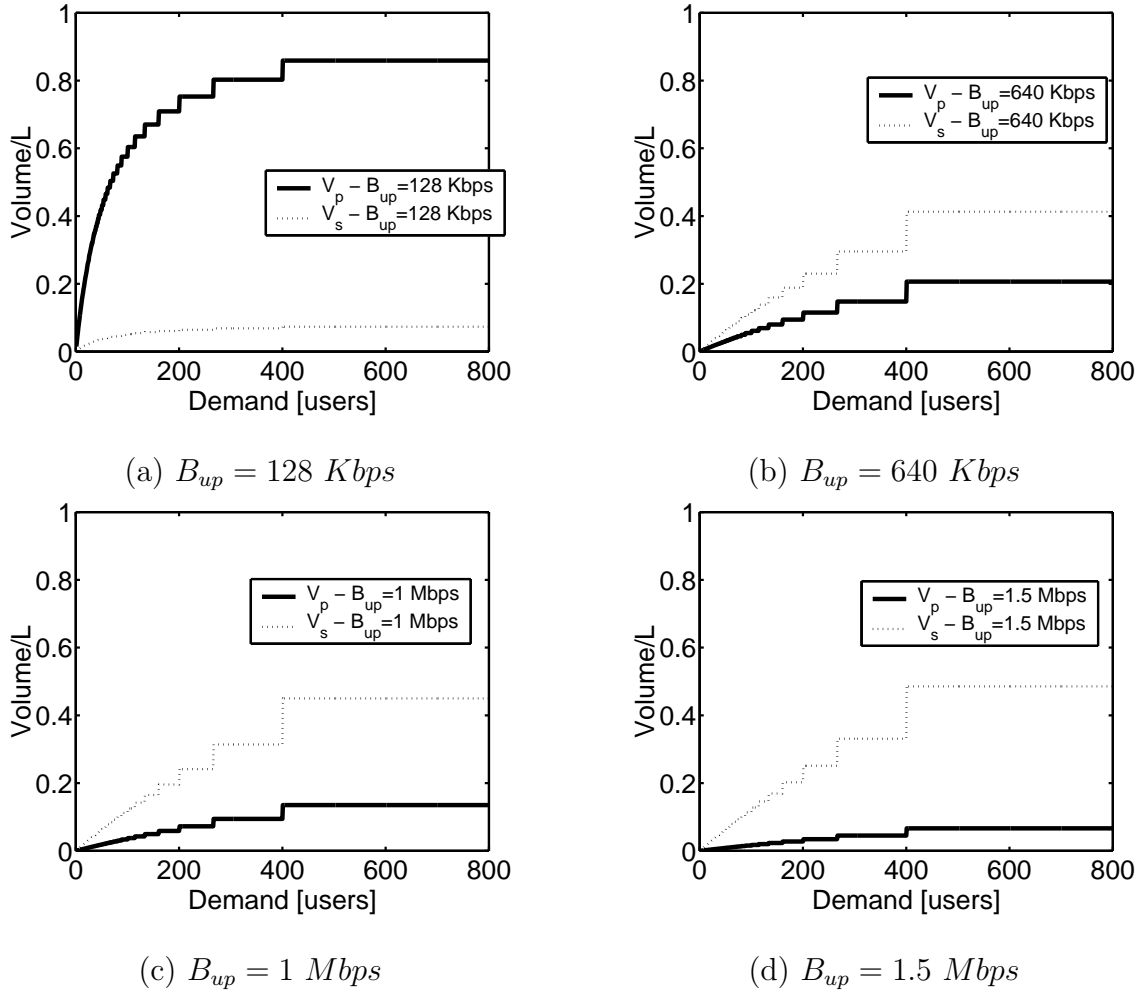 1
0.8
0.6
0.4
0.2
0
Volume/L
V_p − B_up=128 Kbps
V_s − B_up=128 Kbps
0 200 400 600 800
Demand [users]
(a) B_up = 128 Kbps
1
0.8
0.6
0.4
0.2
0
Volume/L
V_p − B_up=640 Kbps
V_s − B_up=640 Kbps
0 200 400 600 800
Demand [users]
(b) B_up = 640 Kbps
1
0.8
0.6
0.4
0.2
0
Volume/L
V_p − B_up=1 Mbps
V_s − B_up=1 Mbps
0 200 400 600 800
Demand [users]
(c) B_up = 1 Mbps
1
0.8
0.6
0.4
0.2
0
Volume/L
V_p − B_up=1.5 Mbps
V_s − B_up=1.5 Mbps
0 200 400 600 800
Demand [users]
(d) B_up = 1.5 Mbps